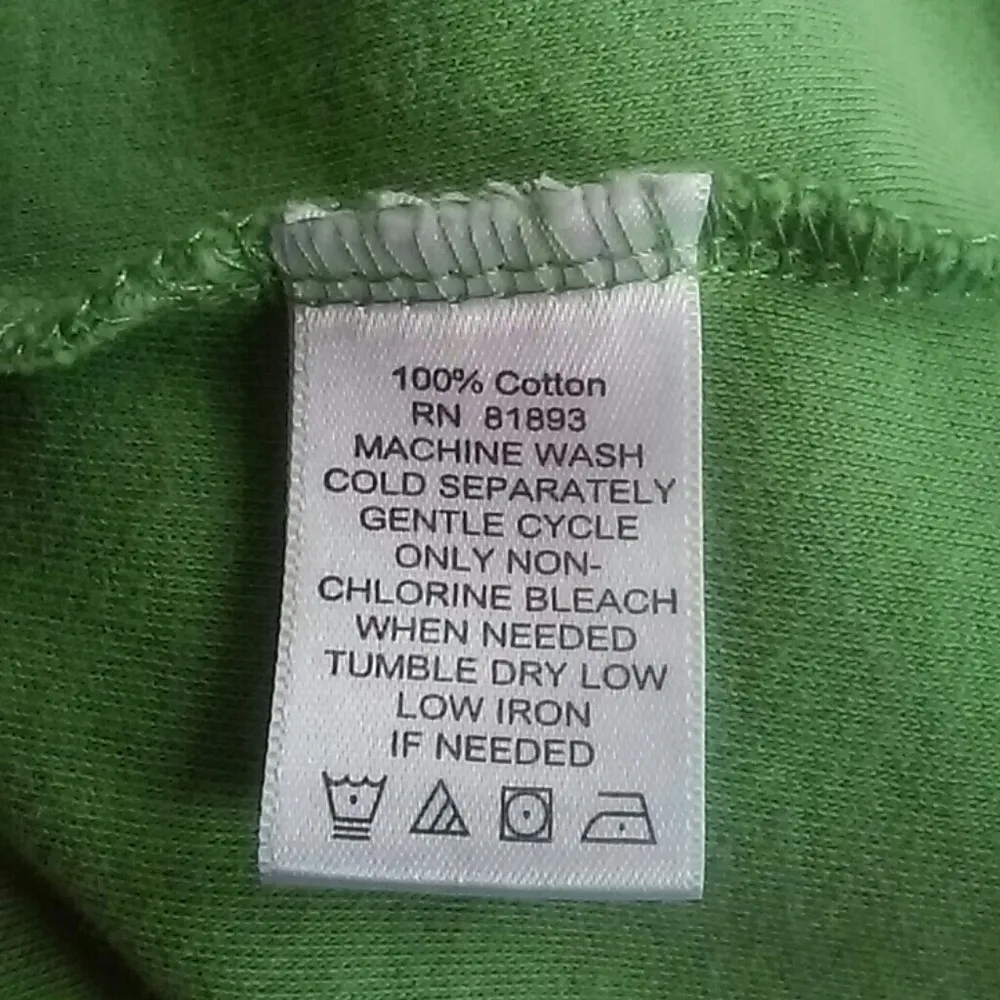 100% Cotton
RN 81893
MACHINE WASH
COLD SEPARATELY
GENTLE CYCLE
ONLY NON-
CHLORINE BLEACH
WHEN NEEDED
TUMBLE DRY LOW
LOW IRON
IF NEEDED